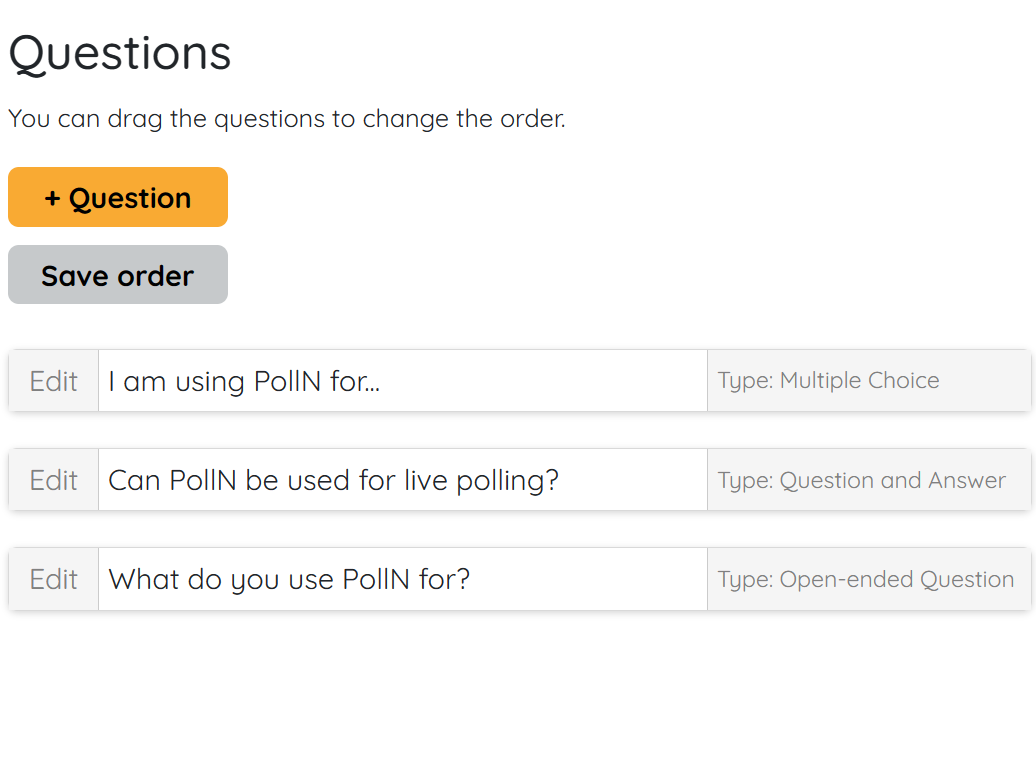 Questions
You can drag the questions to change the order.
+ Question
Save order
Edit I am using PollN for... Type: Multiple Choice
Edit Can PollN be used for live polling? Type: Question and Answer
Edit What do you use PollN for? Type: Open-ended Question